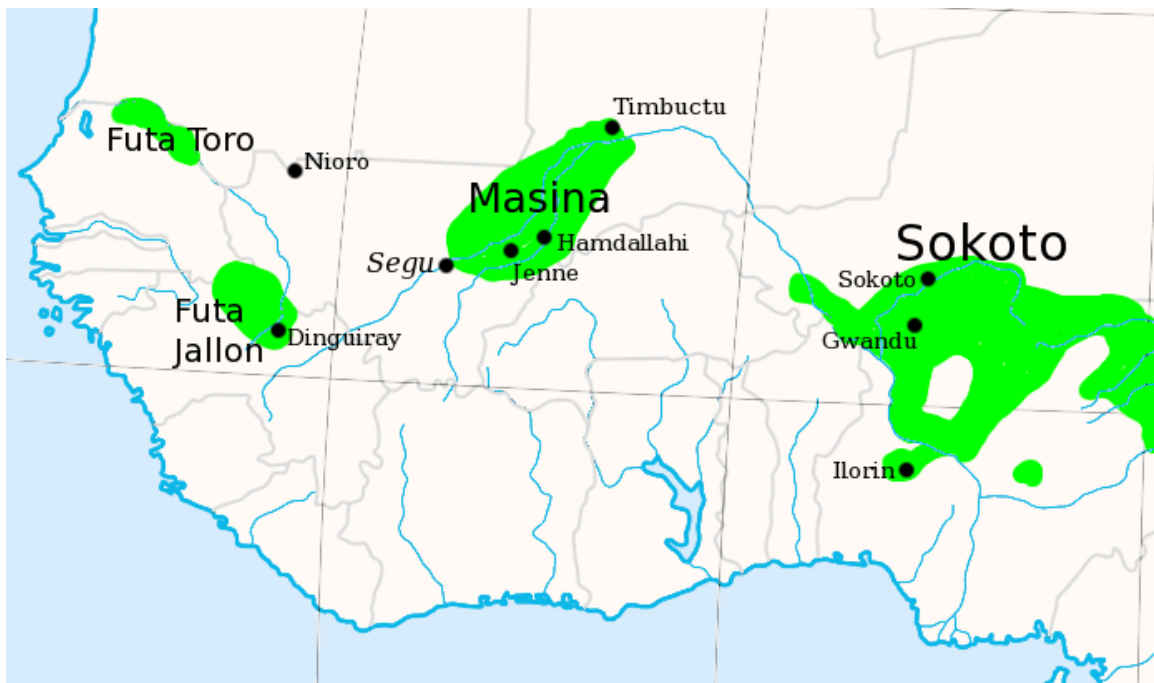 Timbuctu
Futa Toro
Nioro
Masina
Sokoto
Hamdallahi
Segu
Jenne
Sokoto
Futa
Jallon
Dinguiray
Gwandu
Ilorin